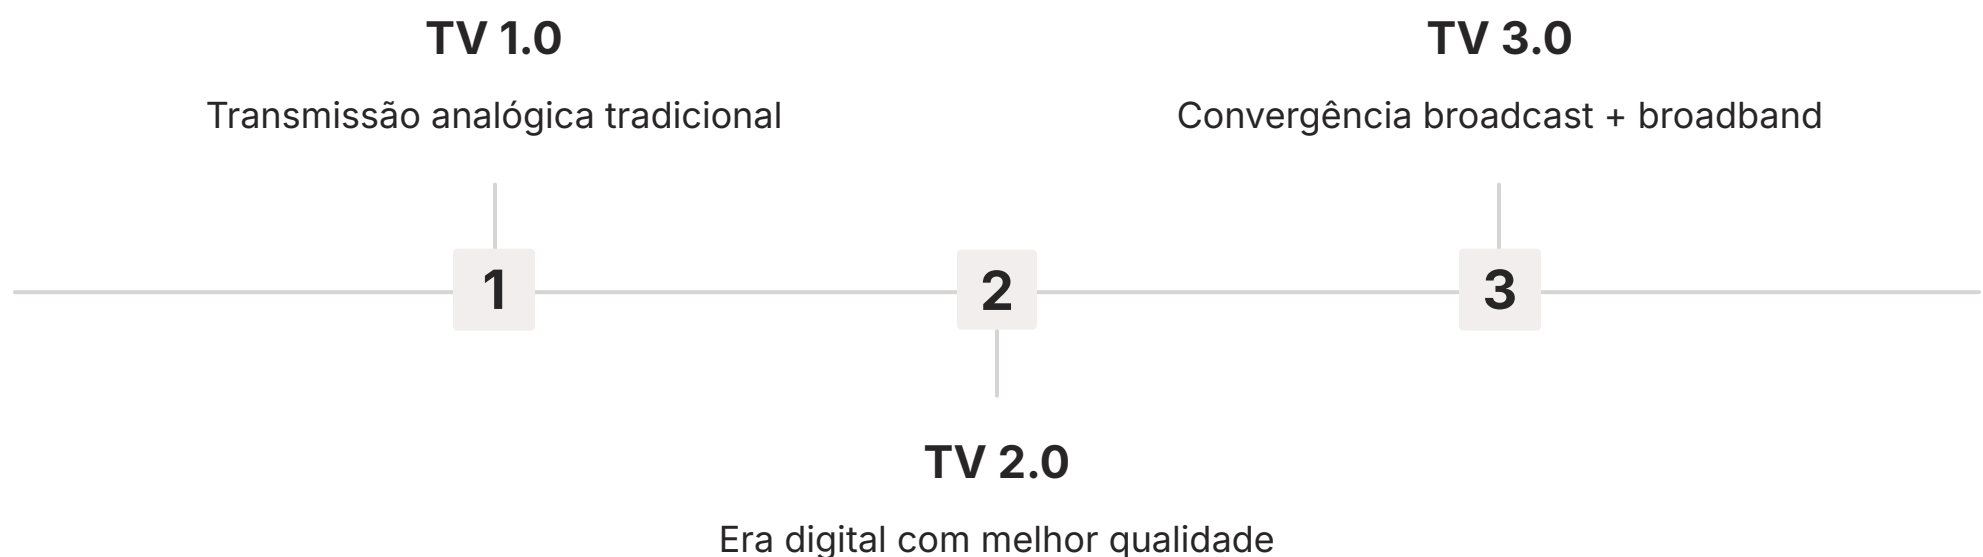 TV 1.0
Transmissão analógica tradicional
TV 3.0
Convergência broadcast + broadband
1
2
3
TV 2.0
Era digital com melhor qualidade